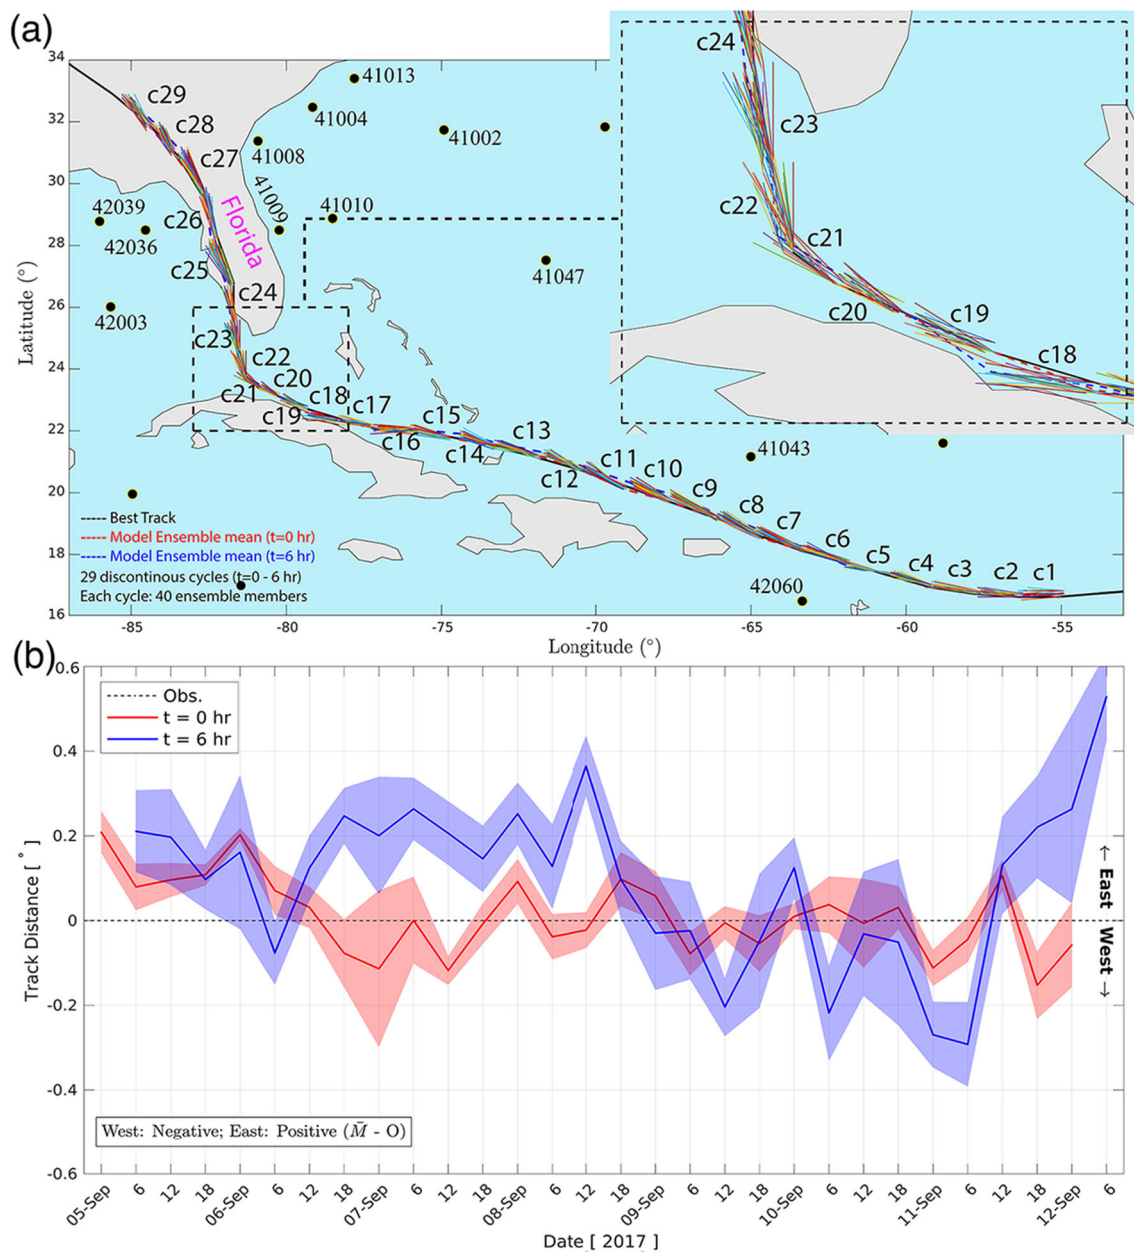 (a)
34
32
30
28
26
24
22
20
18
16
Latitude (°)
-85
-80
-75
-70
-65
-60
-55
Longitude (°)
c29
c28
c27
c26
c25
c24
c23
c22
c21
c20
c19
c18
c17
c16
c15
c14
c13
c12
c11
c10
c9
c8
c7
c6
c5
c4
c3
c2
c1
Florida
41013
41004
41002
41008
41009
41010
41047
42039
42036
42003
41043
42060
c24
c23
c22
c21
c20
c19
c18
Best Track
Model Ensemble mean (t=0 hr)
Model Ensemble mean (t=6 hr)
29 discontinous cycles (t=0 - 6 hr)
Each cycle: 40 ensemble members
(b)
0.6
0.4
0.2
0
-0.2
-0.4
-0.6
Track Distance [ ° ]
Obs.
t = 0 hr
t = 6 hr
← East
West →
West: Negative; East: Positive (M̄ - O)
05-Sep
6
12
18
06-Sep
6
12
18
07-Sep
6
12
18
08-Sep
6
12
18
09-Sep
6
12
18
10-Sep
6
12
18
11-Sep
6
12
18
12-Sep
6
Date [ 2017 ]